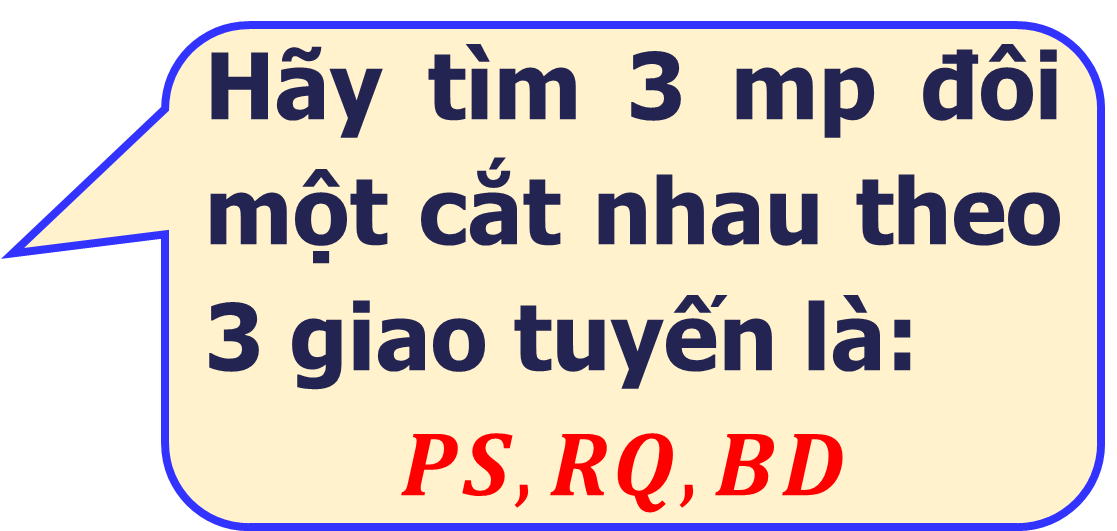 Hãy tìm 3 mp đôi
một cắt nhau theo
3 giao tuyến là:
PS, RQ, BD